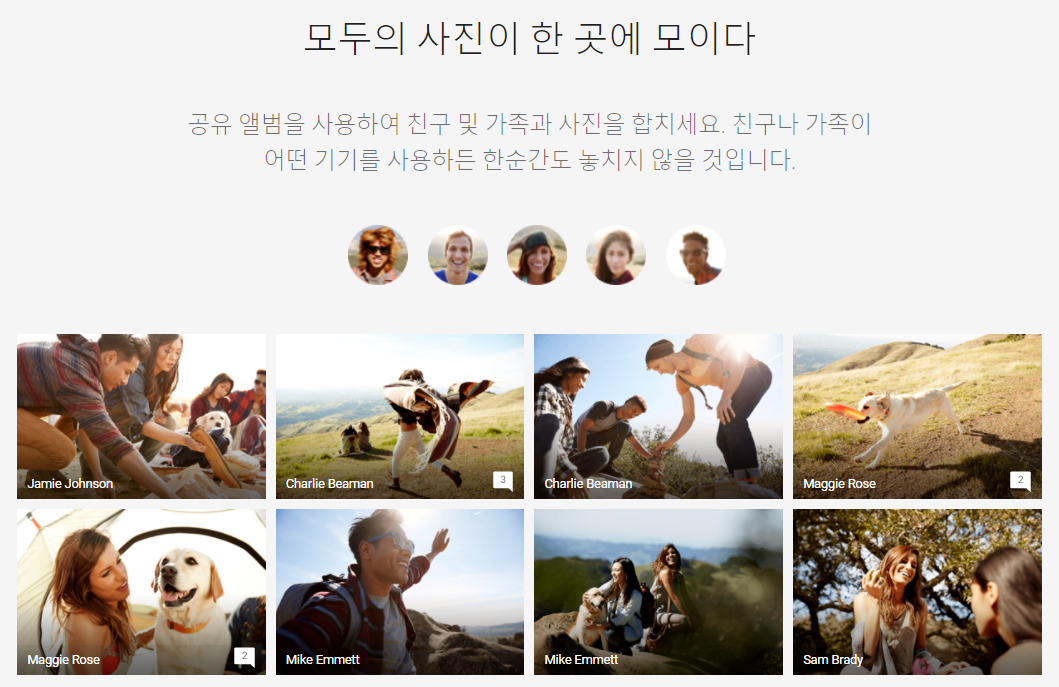 모두의 사진이 한 곳에 모이다
공유 앨범을 사용하여 친구 및 가족과 사진을 합치세요. 친구나 가족이
어떤 기기를 사용하든 한순간도 놓치지 않을 것입니다.
Jamie Johnson
Charlie Beaman
3
Charlie Beaman
Maggie Rose
2
Maggie Rose
2
Mike Emmett
Mike Emmett
Sam Brady